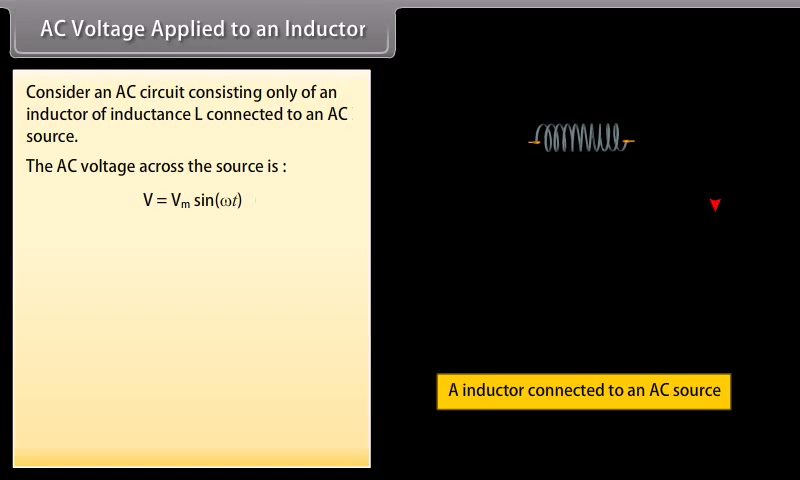 AC Voltage Applied to an Inductor
Consider an AC circuit consisting only of an
inductor of inductance L connected to an AC
source.
The AC voltage across the source is :
V = Vm sin(ωt)
A inductor connected to an AC source